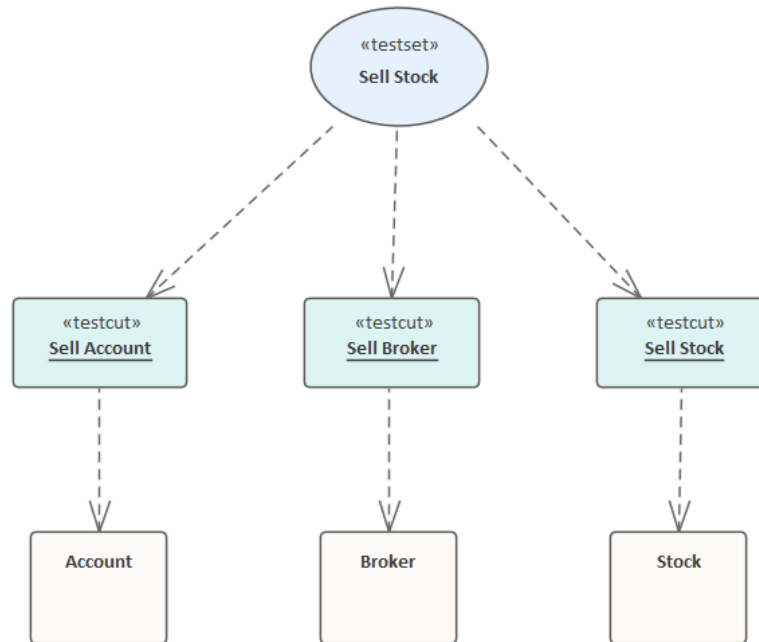 «testset»
Sell Stock
«testcut»
Sell Account
«testcut»
Sell Broker
«testcut»
Sell Stock
Account
Broker
Stock